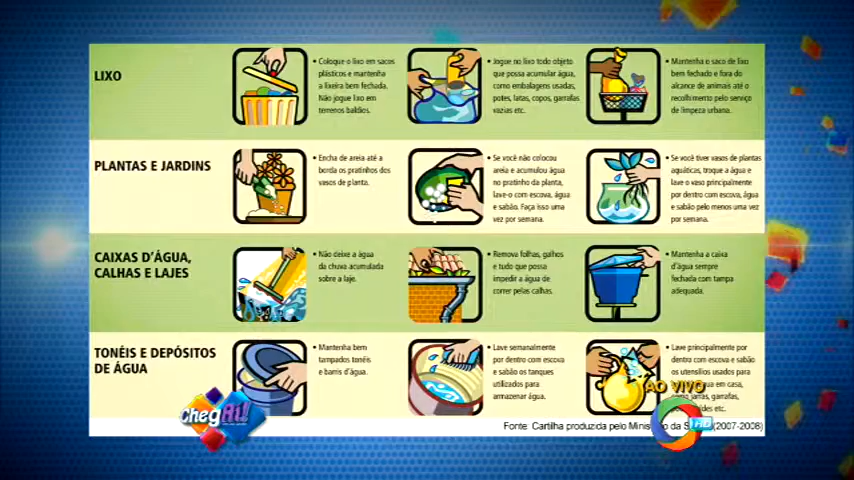 LIXO
• Coloque o lixo em sacos
plásticos e mantenha
a lixeira bem fechada.
Não jogue lixo em
terrenos baldios.
• Jogue no lixo todo objeto
que possa acumular água,
como embalagens usadas,
potes, latas, copos, garrafas
vazias etc.
• Mantenha o saco de lixo
bem fechado e fora do
alcance de animais até o
recolhimento pelo serviço
de limpeza urbana.
PLANTAS E JARDINS
• Encha de areia até a
borda os pratinhos dos
vasos de planta.
• Se você não colocou
areia e acumulou água
no pratinho da planta,
lave-o com escova, água
e sabão. Faça isso uma
vez por semana.
• Se você tiver vasos de plantas
aquáticas, troque a água e
lave o vaso principalmente
por dentro com escova, água
e sabão pelo menos uma vez
por semana.
CAIXAS D'ÁGUA,
CALHAS E LAJES
• Não deixe a água
da chuva acumulada
sobre a laje.
• Remova folhas, galhos
e tudo que possa
impedir a água de
correr pelas calhas.
• Mantenha a caixa
d'água sempre
fechada com tampa
adequada.
TONÉIS E DEPÓSITOS
DE ÁGUA
• Mantenha bem
tampados tonéis
e barris d'água.
• Lave semanalmente
por dentro com escova
e sabão os tanques
utilizados para
armazenar água.
• Lave principalmente por
dentro com escova e sabão
os utensílios usados para
água em casa,
como jarras, garrafas,
etc.
AO VIVO
HD
Cheg Aí!
Fonte: Cartilha produzida pelo da (2007-2008)